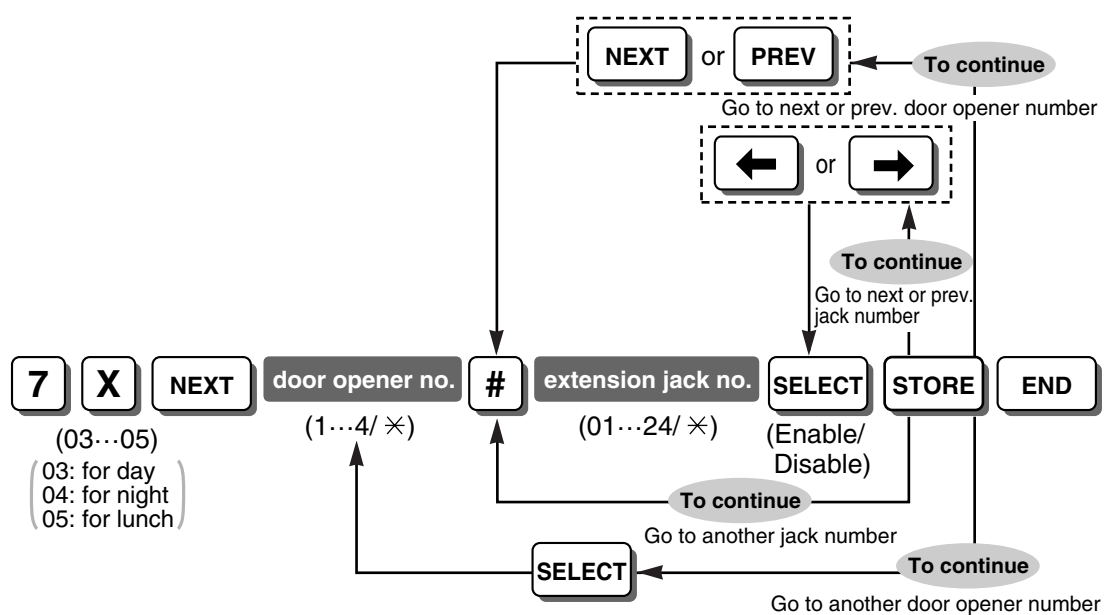 NEXT or PREV To continue
Go to next or prev. door opener number
← or →
To continue
Go to next or prev.
jack number
7 X NEXT door opener no. # extension jack no. SELECT STORE END
(03···05) (1···4/ ✳) (01···24/ ✳) (Enable/
Disable)
03: for day
04: for night
05: for lunch
To continue
Go to another jack number
SELECT To continue
Go to another door opener number